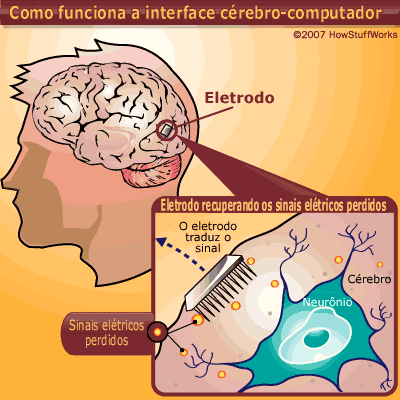 Como funciona a interface cérebro-computador
©2007 HowStuffWorks
Eletrodo
Eletrodo recuperando os sinais elétricos perdidos
O eletrodo
traduz o
sinal
Cérebro
Neurônio
Sinais elétricos
perdidos